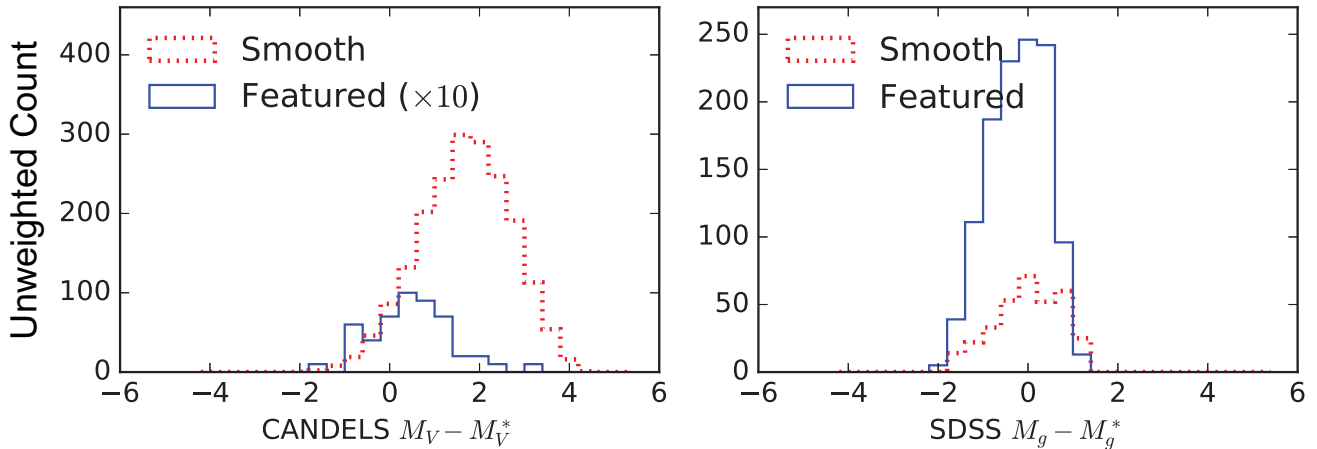 Unweighted Count
400
300
200
100
0
Smooth
Featured (×10)
−6 −4 −2 0 2 4 6
CANDELS M_V − M_V^*
250
200
150
100
50
0
Smooth
Featured
−6 −4 −2 0 2 4 6
SDSS M_g − M_g^*